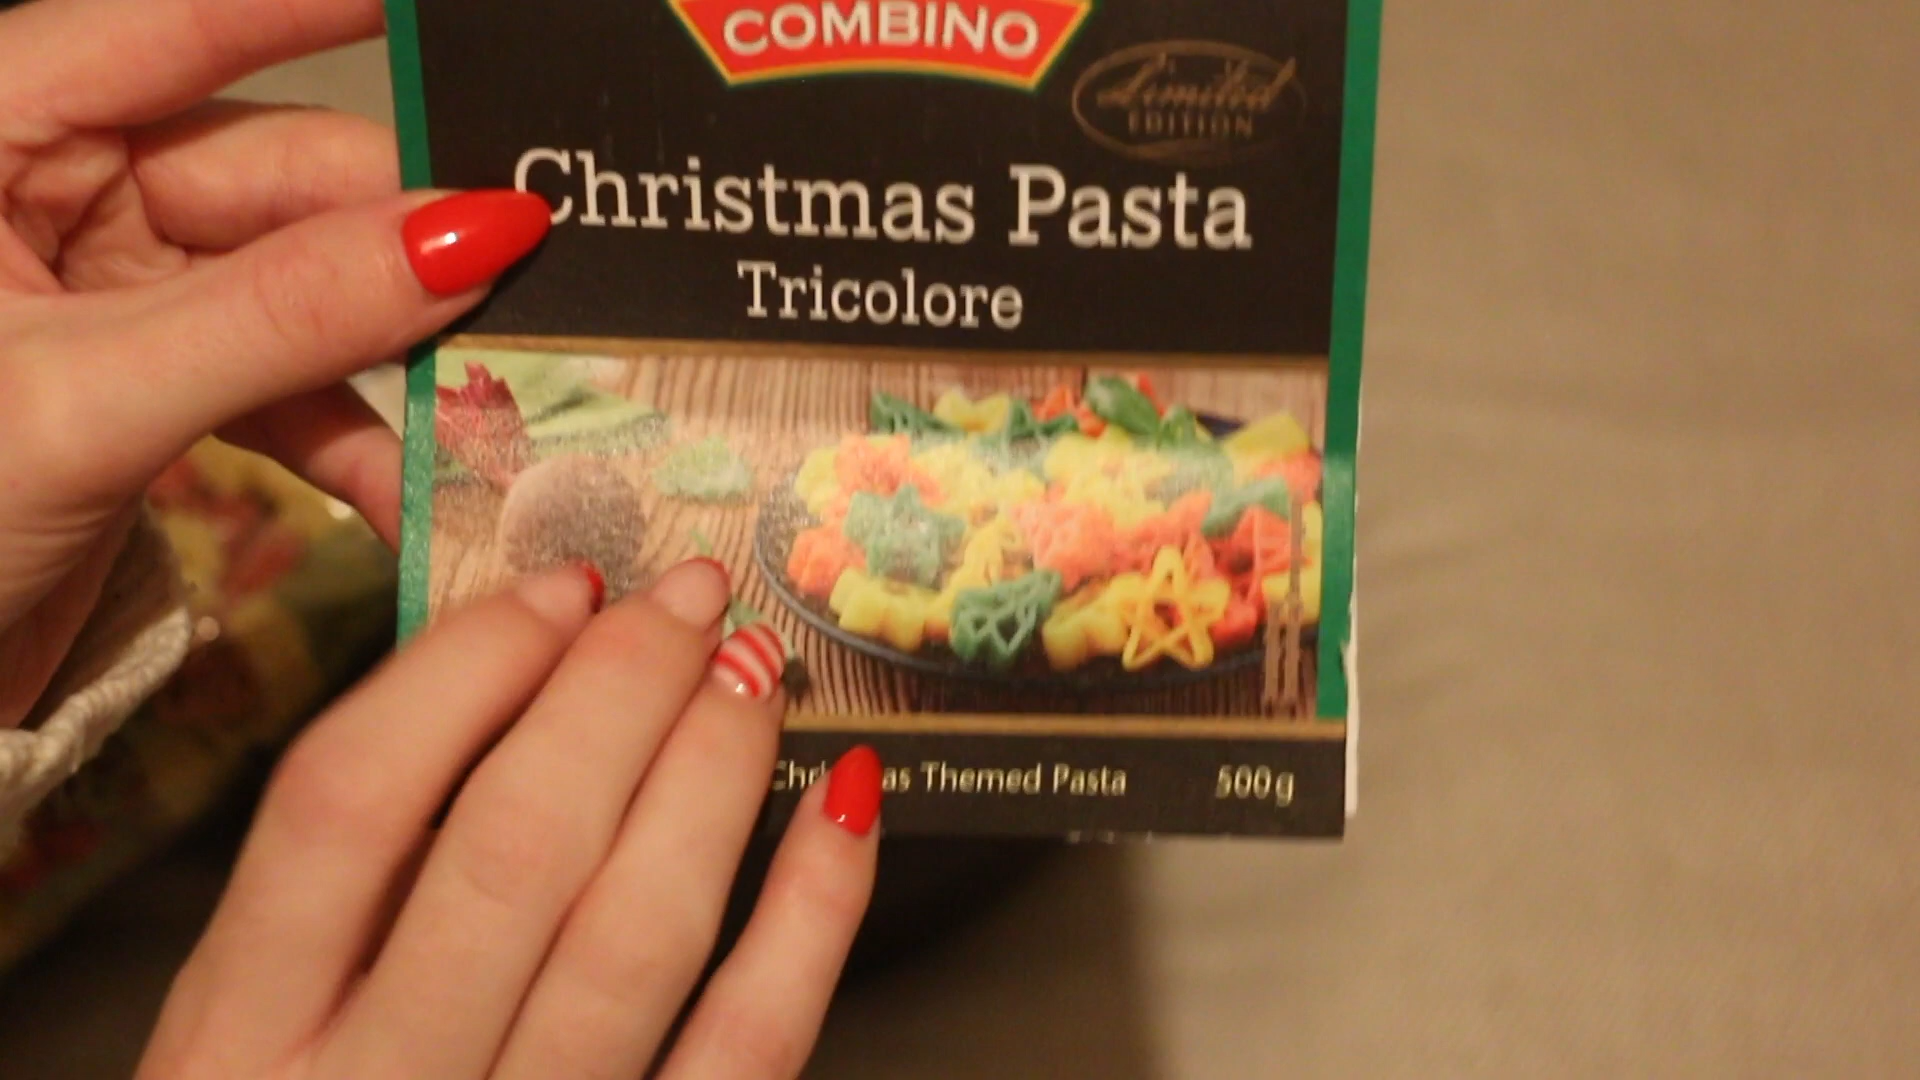 COMBINO
Limited
EDITION
Christmas Pasta
Tricolore
as Themed Pasta 500g